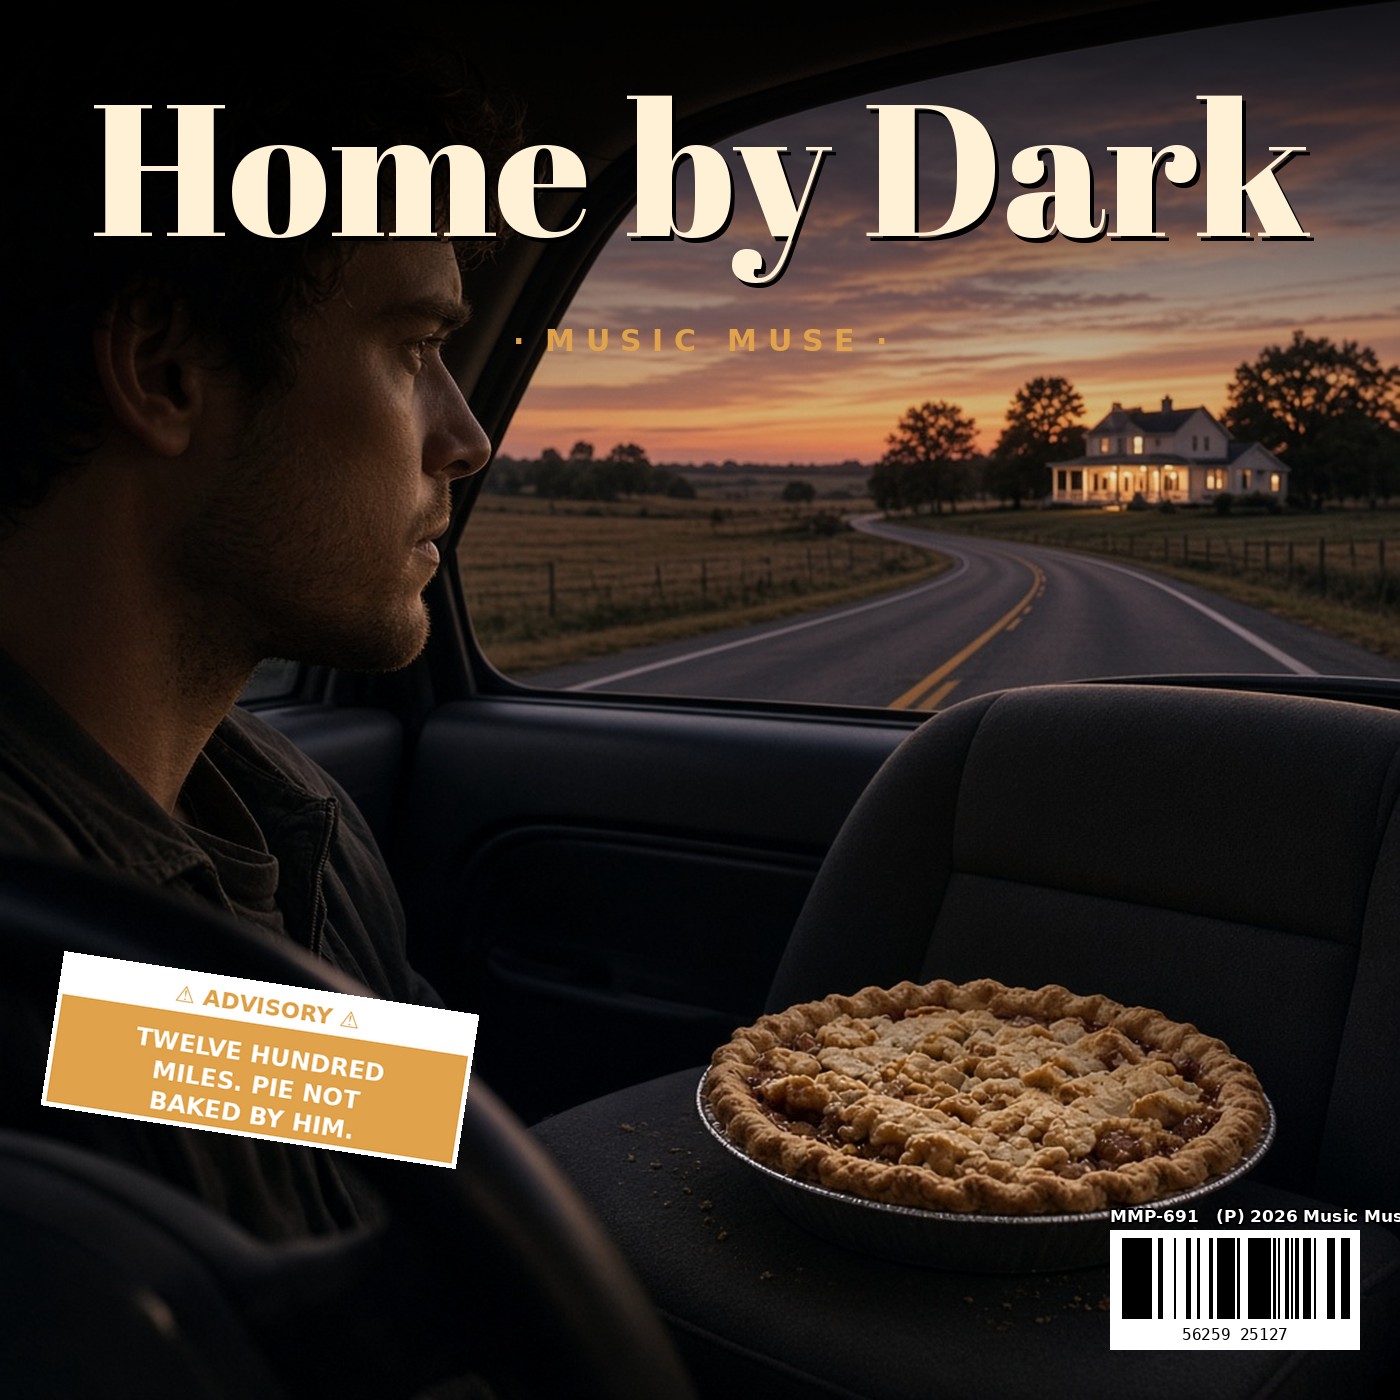 Home by Dark
· MUSIC MUSE ·
⚠ ADVISORY ⚠
TWELVE HUNDRED
MILES. PIE NOT
BAKED BY HIM.
MMP-691 (P) 2026 Music Mus
56259 25127